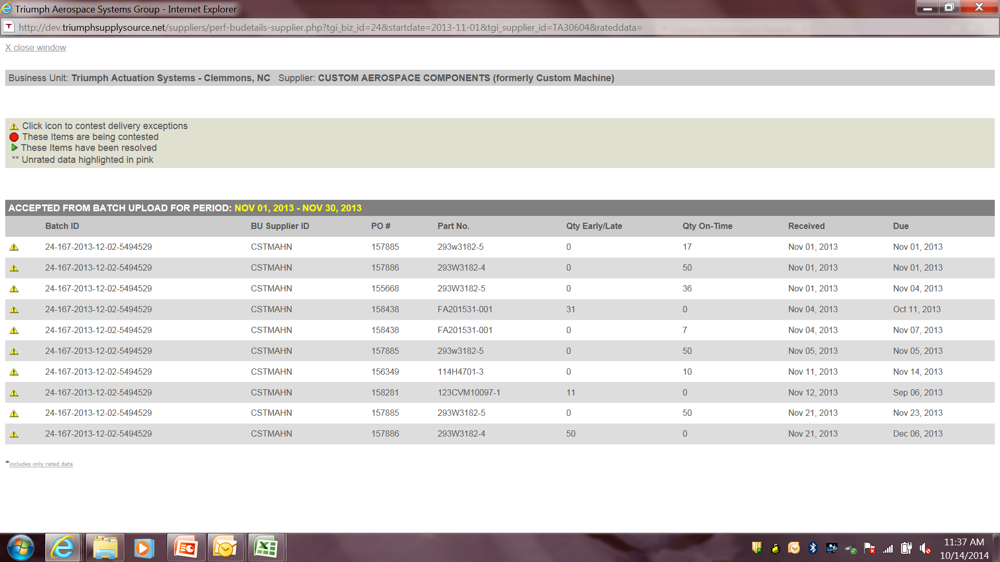 Triumph Aerospace Systems Group - Internet Explorer
http://dev.triumphsupplysource.net/suppliers/perf-budetails-supplier.php?tgi_biz_id=24&startdate=2013-11-01&tgi_supplier_id=TA30604&rateddata=
X close window
Business Unit: Triumph Actuation Systems - Clemmons, NC Supplier: CUSTOM AEROSPACE COMPONENTS (formerly Custom Machine)
Click icon to contest delivery exceptions
These Items are being contested
These Items have been resolved
** Unrated data highlighted in pink
ACCEPTED FROM BATCH UPLOAD FOR PERIOD: NOV 01, 2013 - NOV 30, 2013
Batch ID BU Supplier ID PO # Part No. Qty Early/Late Qty On-Time Received Due
24-167-2013-12-02-5494529 CSTMAHN 157885 293w3182-5 0 17 Nov 01, 2013 Nov 01, 2013
24-167-2013-12-02-5494529 CSTMAHN 157886 293W3182-4 0 50 Nov 01, 2013 Nov 01, 2013
24-167-2013-12-02-5494529 CSTMAHN 155668 293W3182-5 0 36 Nov 01, 2013 Nov 04, 2013
24-167-2013-12-02-5494529 CSTMAHN 158438 FA201531-001 31 0 Nov 04, 2013 Oct 11, 2013
24-167-2013-12-02-5494529 CSTMAHN 158438 FA201531-001 0 7 Nov 04, 2013 Nov 07, 2013
24-167-2013-12-02-5494529 CSTMAHN 157885 293w3182-5 0 50 Nov 05, 2013 Nov 05, 2013
24-167-2013-12-02-5494529 CSTMAHN 156349 114H4701-3 0 10 Nov 11, 2013 Nov 14, 2013
24-167-2013-12-02-5494529 CSTMAHN 158281 123CVM10097-1 11 0 Nov 12, 2013 Sep 06, 2013
24-167-2013-12-02-5494529 CSTMAHN 157885 293W3182-5 0 50 Nov 21, 2013 Nov 23, 2013
24-167-2013-12-02-5494529 CSTMAHN 157886 293W3182-4 50 0 Nov 21, 2013 Dec 06, 2013
*includes only rated data
11:37 AM
10/14/2014